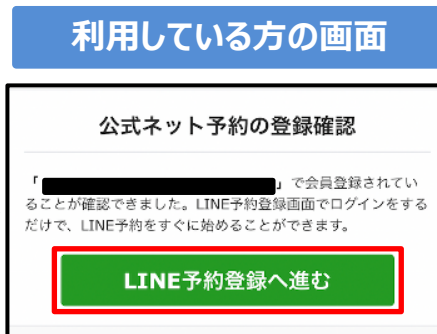 利用している方の画面
公式ネット予約の登録確認
「」で会員登録されてい
ることが確認できました。LINE予約登録画面でログインをする
だけで、LINE予約をすぐに始めることができます。
LINE予約登録へ進む